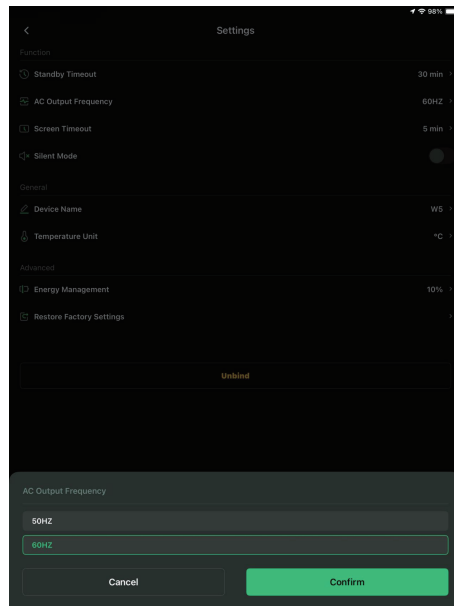 98%
Settings
Function
Standby Timeout 30 min
AC Output Frequency 60HZ
Screen Timeout 5 min
Silent Mode
General
Device Name W5
Temperature Unit °C
Advanced
Energy Management 10%
Restore Factory Settings
Unbind
AC Output Frequency
50HZ
60HZ
Cancel Confirm